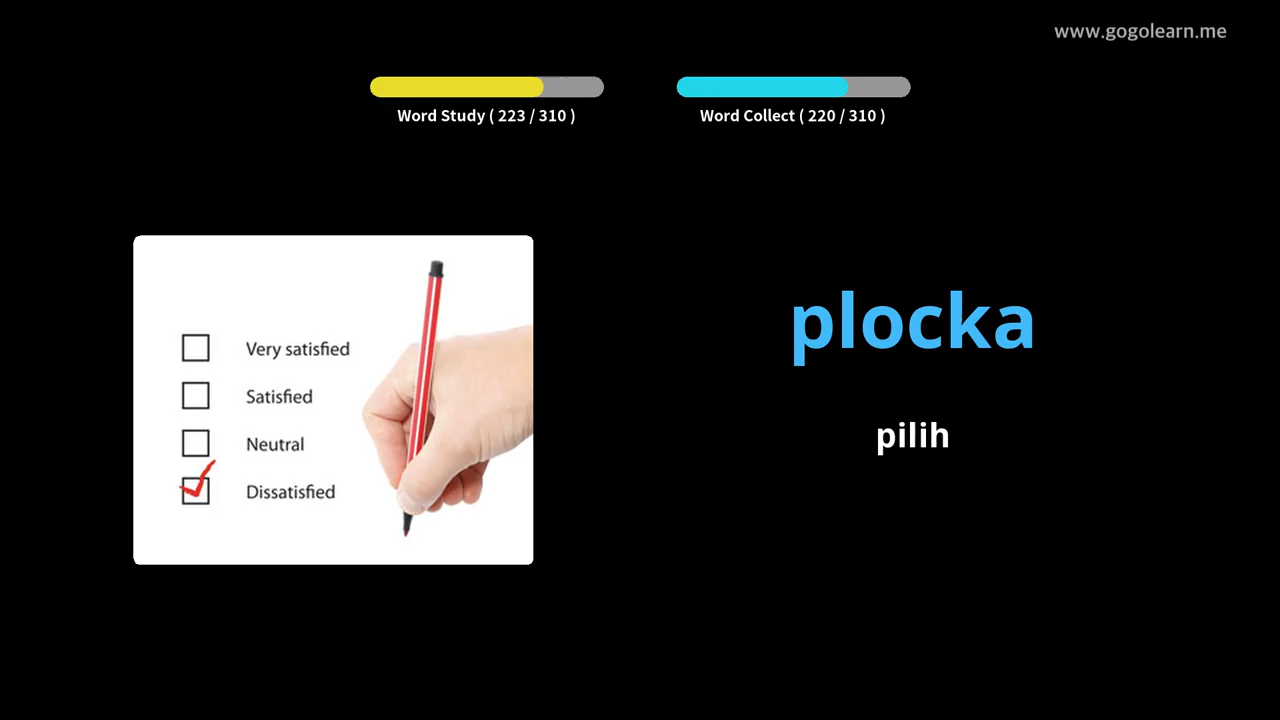 www.gogolearn.me
Word Study ( 223 / 310 )
Word Collect ( 220 / 310 )
Very satisfied
Satisfied
Neutral
Dissatisfied
plocka
pilih